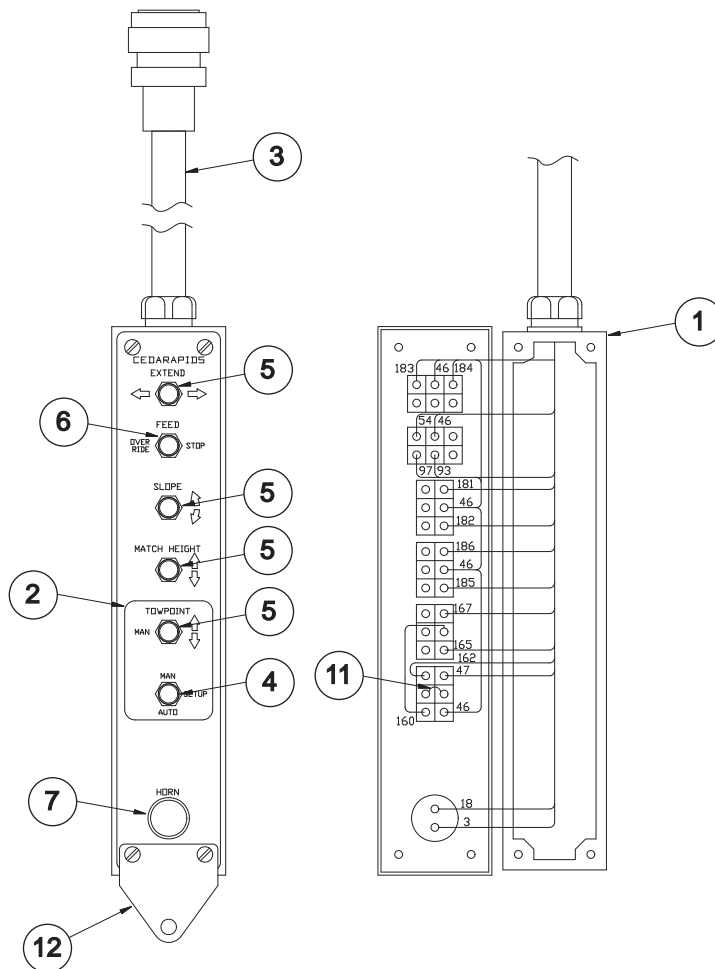 3
1
CEDARAPIDS
EXTEND
5
6
FEED
OVER
RIDE
STOP
SLOPE
5
MATCH HEIGHT
5
2
TOWPOINT
MAN
5
MAN
SETUP
AUTO
4
HORN
7
12
183 46 184
54 46
97 93
181
46
182
186
46
185
167
165
162
47
11
160
46
18
3